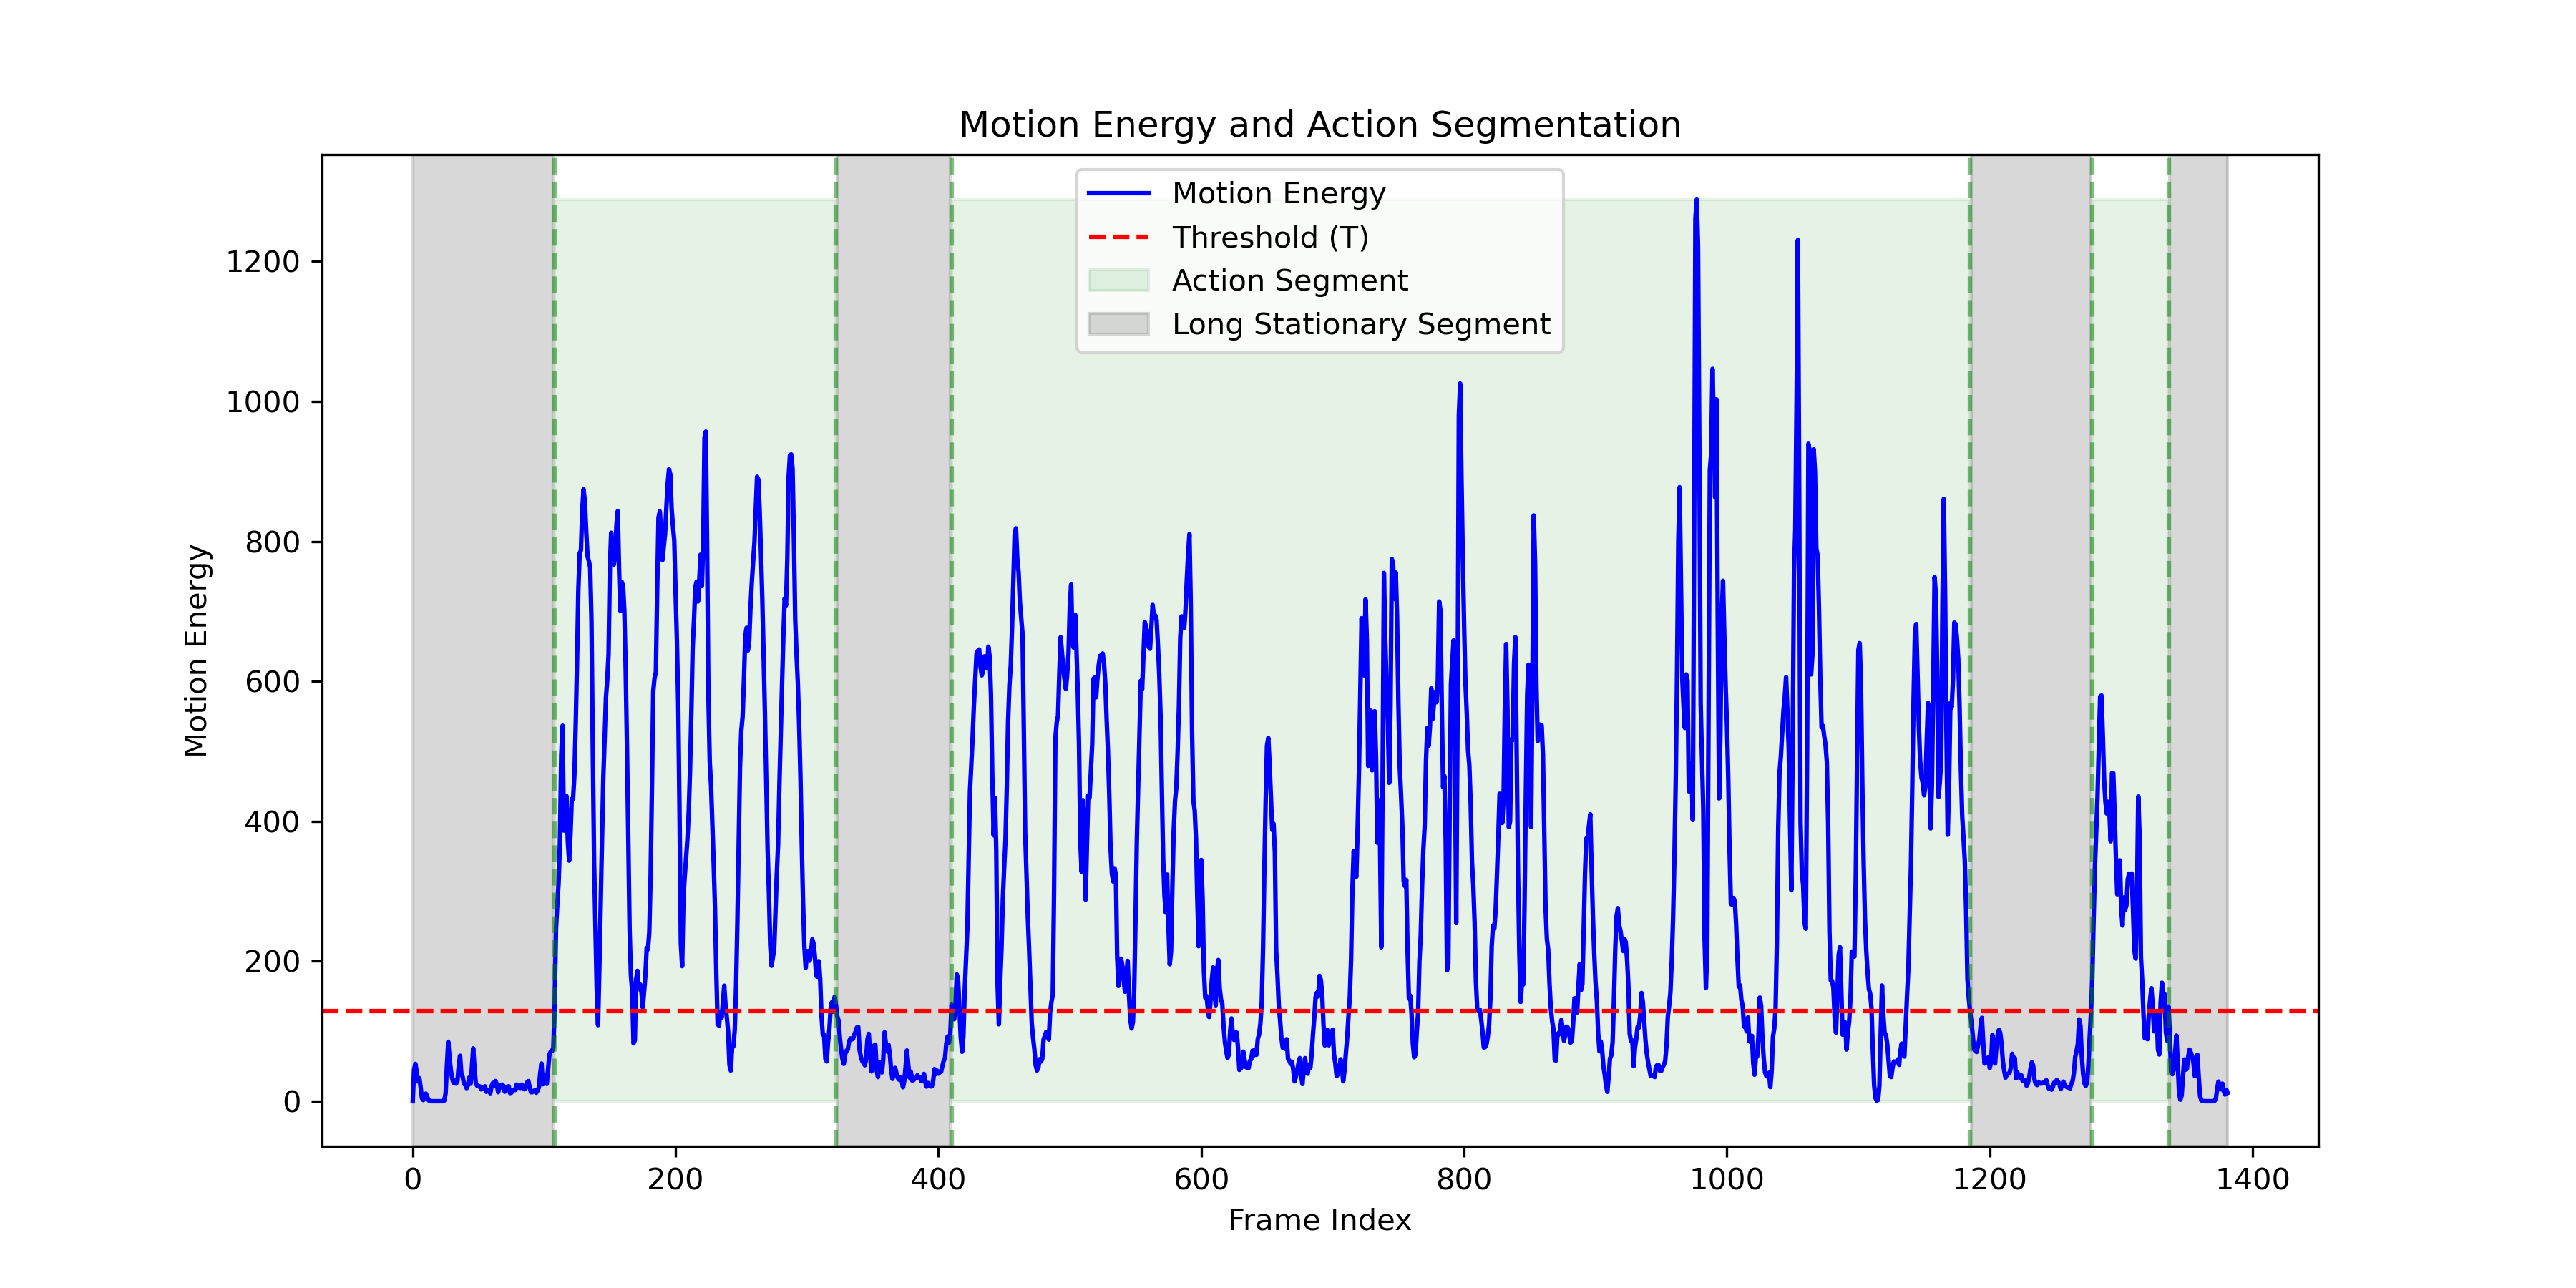 Motion Energy and Action Segmentation
Motion Energy
Threshold (T)
Action Segment
Long Stationary Segment
Motion Energy
1200
1000
800
600
400
200
0
0 200 400 600 800 1000 1200 1400
Frame Index